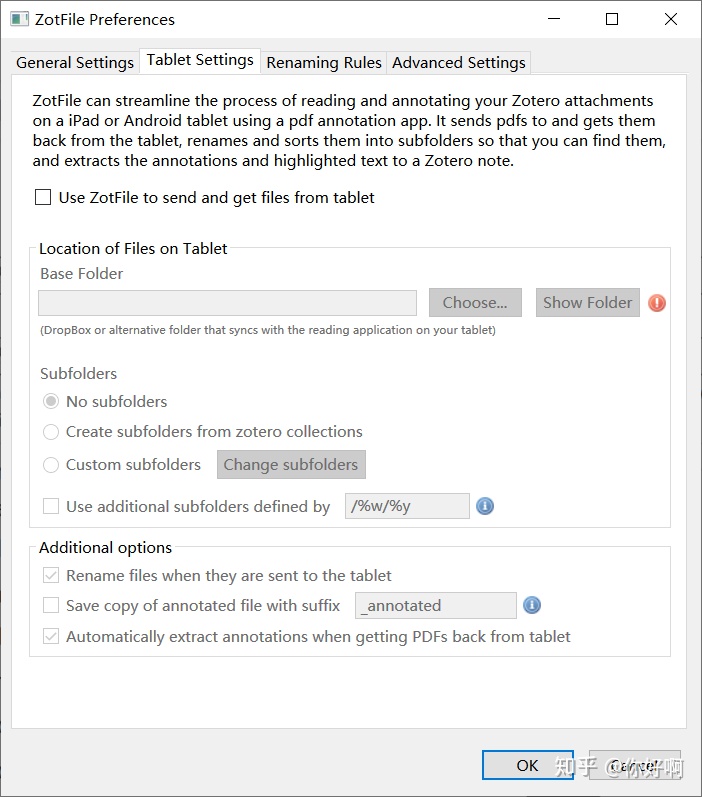 ZotFile Preferences
General Settings
Tablet Settings
Renaming Rules
Advanced Settings
ZotFile can streamline the process of reading and annotating your Zotero attachments
on a iPad or Android tablet using a pdf annotation app. It sends pdfs to and gets them
back from the tablet, renames and sorts them into subfolders so that you can find them,
and extracts the annotations and highlighted text to a Zotero note.
Use ZotFile to send and get files from tablet
Location of Files on Tablet
Base Folder
Choose...
Show Folder
(DropBox or alternative folder that syncs with the reading application on your tablet)
Subfolders
No subfolders
Create subfolders from zotero collections
Custom subfolders
Change subfolders
Use additional subfolders defined by
/%w/%y
Additional options
Rename files when they are sent to the tablet
Save copy of annotated file with suffix
_annotated
Automatically extract annotations when getting PDFs back from tablet
OK
Cancel
知乎 @你好啊